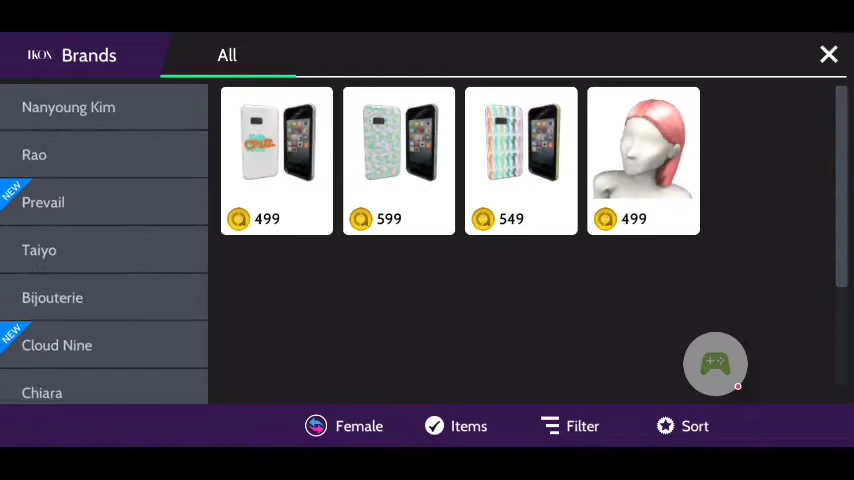 IKON Brands
All
Nanyoung Kim
Rao
NEW
Prevail
Taiyo
Bijouterie
NEW
Cloud Nine
Chiara
499
599
549
499
Female
Items
Filter
Sort